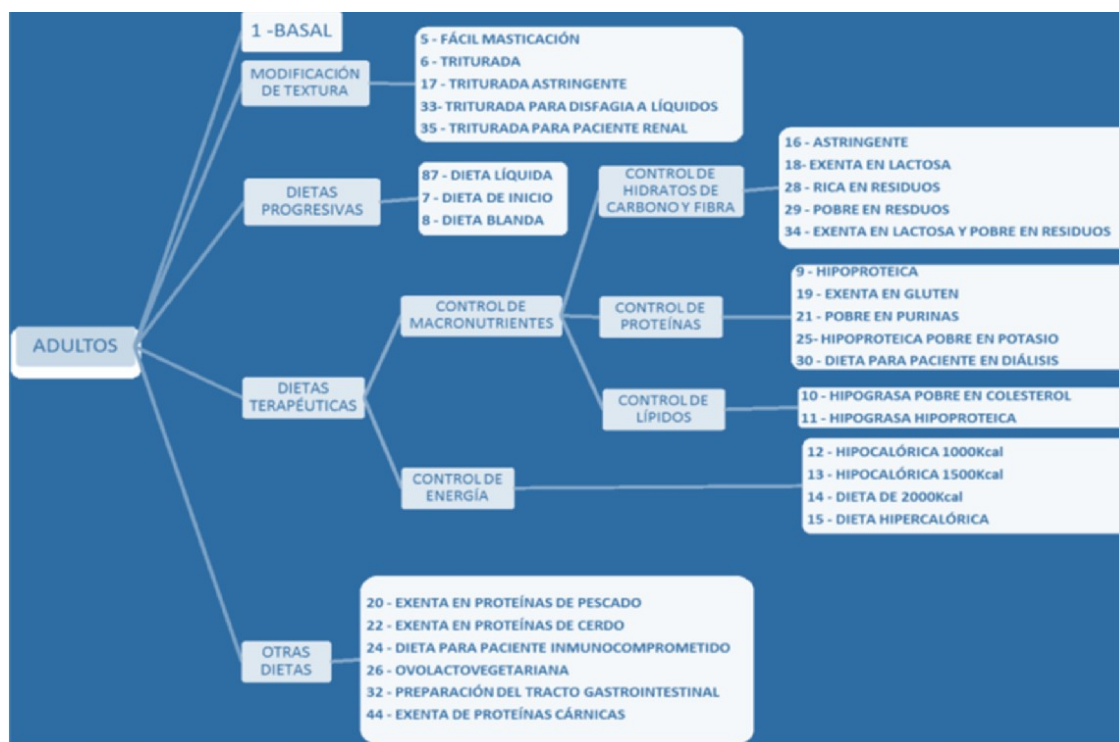 1 -BASAL
MODIFICACIÓN
DE TEXTURA
5 - FÁCIL MASTICACIÓN
6 - TRITURADA
17 - TRITURADA ASTRINGENTE
33- TRITURADA PARA DISFAGIA A LÍQUIDOS
35 - TRITURADA PARA PACIENTE RENAL
DIETAS
PROGRESIVAS
87 - DIETA LÍQUIDA
7 - DIETA DE INICIO
8 - DIETA BLANDA
CONTROL DE
HIDRATOS DE
CARBONO Y FIBRA
16 - ASTRINGENTE
18- EXENTA EN LACTOSA
28 - RICA EN RESIDUOS
29 - POBRE EN RESDUOS
34 - EXENTA EN LACTOSA Y POBRE EN RESIDUOS
ADULTOS
DIETAS
TERAPÉUTICAS
CONTROL DE
MACRONUTRIENTES
CONTROL DE
PROTEÍNAS
9 - HIPOPROTEICA
19 - EXENTA EN GLUTEN
21 - POBRE EN PURINAS
25- HIPOPROTEICA POBRE EN POTASIO
30 - DIETA PARA PACIENTE EN DIÁLISIS
CONTROL DE
LÍPIDOS
10 - HIPOGRASA POBRE EN COLESTEROL
11 - HIPOGRASA HIPOPROTEICA
CONTROL DE
ENERGÍA
12 - HIPOCALÓRICA 1000Kcal
13 - HIPOCALÓRICA 1500Kcal
14 - DIETA DE 2000Kcal
15 - DIETA HIPERCALÓRICA
OTRAS
DIETAS
20 - EXENTA EN PROTEÍNAS DE PESCADO
22 - EXENTA EN PROTEÍNAS DE CERDO
24 - DIETA PARA PACIENTE INMUNOCOMPROMETIDO
26 - OVOLACTOVEGETARIANA
32 - PREPARACIÓN DEL TRACTO GASTROINTESTINAL
44 - EXENTA DE PROTEÍNAS CÁRNICAS